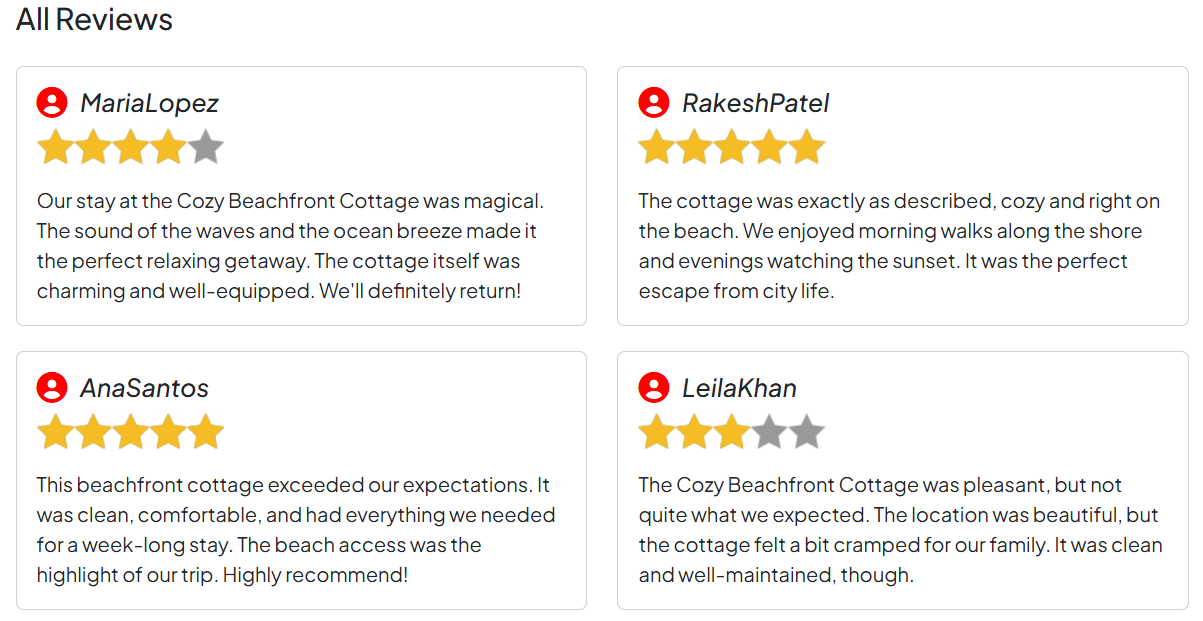 All Reviews
MariaLopez
Our stay at the Cozy Beachfront Cottage was magical.
The sound of the waves and the ocean breeze made it
the perfect relaxing getaway. The cottage itself was
charming and well-equipped. We'll definitely return!
RakeshPatel
The cottage was exactly as described, cozy and right on
the beach. We enjoyed morning walks along the shore
and evenings watching the sunset. It was the perfect
escape from city life.
AnaSantos
This beachfront cottage exceeded our expectations. It
was clean, comfortable, and had everything we needed
for a week-long stay. The beach access was the
highlight of our trip. Highly recommend!
LeilaKhan
The Cozy Beachfront Cottage was pleasant, but not
quite what we expected. The location was beautiful, but
the cottage felt a bit cramped for our family. It was clean
and well-maintained, though.